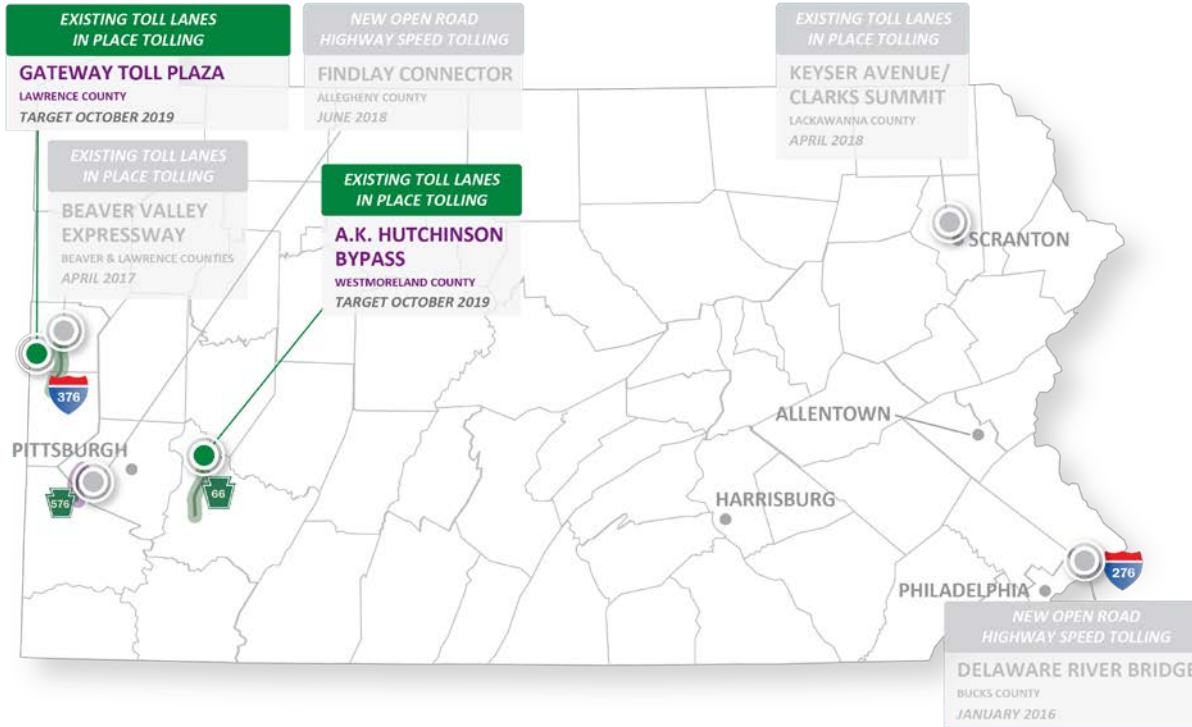 EXISTING TOLL LANES
IN PLACE TOLLING
GATEWAY TOLL PLAZA
LAWRENCE COUNTY
TARGET OCTOBER 2019
NEW OPEN ROAD
HIGHWAY SPEED TOLLING
FINDLAY CONNECTOR
ALLEGHENY COUNTY
JUNE 2018
EXISTING TOLL LANES
IN PLACE TOLLING
KEYSER AVENUE/
CLARKS SUMMIT
LACKAWANNA COUNTY
APRIL 2018
EXISTING TOLL LANES
IN PLACE TOLLING
BEAVER VALLEY
EXPRESSWAY
BEAVER & LAWRENCE COUNTIES
APRIL 2017
EXISTING TOLL LANES
IN PLACE TOLLING
A.K. HUTCHINSON
BYPASS
WESTMORELAND COUNTY
TARGET OCTOBER 2019
SCRANTON
376
ALLENTOWN
PITTSBURGH
576
66
HARRISBURG
PHILADELPHIA
276
NEW OPEN ROAD
HIGHWAY SPEED TOLLING
DELAWARE RIVER BRIDGE
BUCKS COUNTY
JANUARY 2016